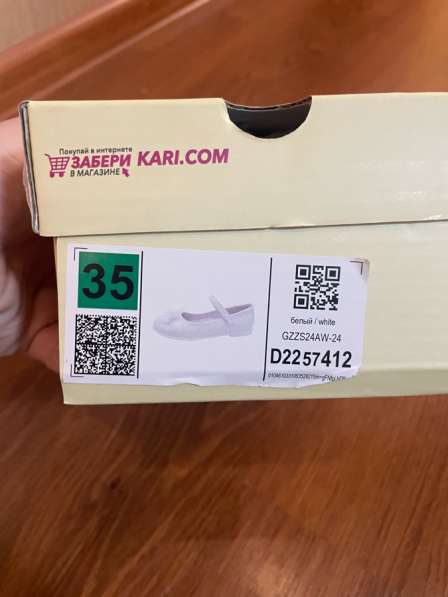 Покупай в интернете
ЗАБЕРИ
В МАГАЗИНЕ
KARI.COM
35
белый / white
GZZS24AW-24
D2257412